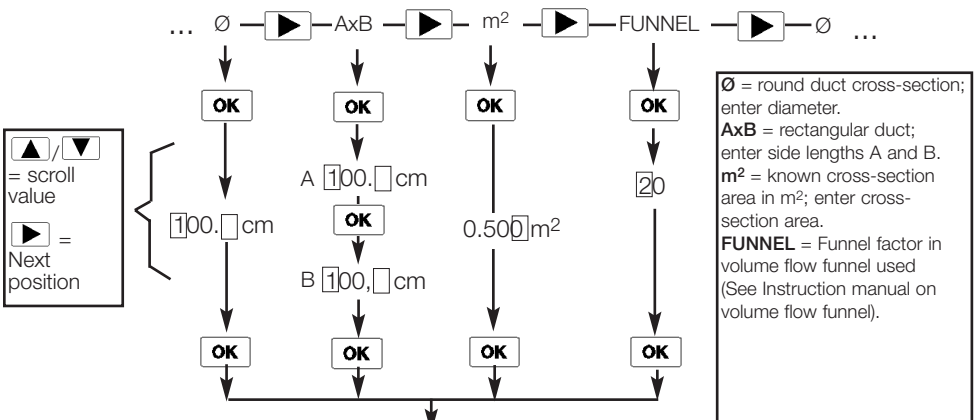 ... Ø AxB m² FUNNEL Ø ...
OK OK OK OK
▲/▼
= scroll
value
▶ =
Next
position
100. cm
A 100. cm
OK
B 100, cm
0.500 m²
20
OK OK OK OK
Ø = round duct cross-section;
enter diameter.
AxB = rectangular duct;
enter side lengths A and B.
m² = known cross-section
area in m²; enter cross-
section area.
FUNNEL = Funnel factor in
volume flow funnel used
(See Instruction manual on
volume flow funnel).